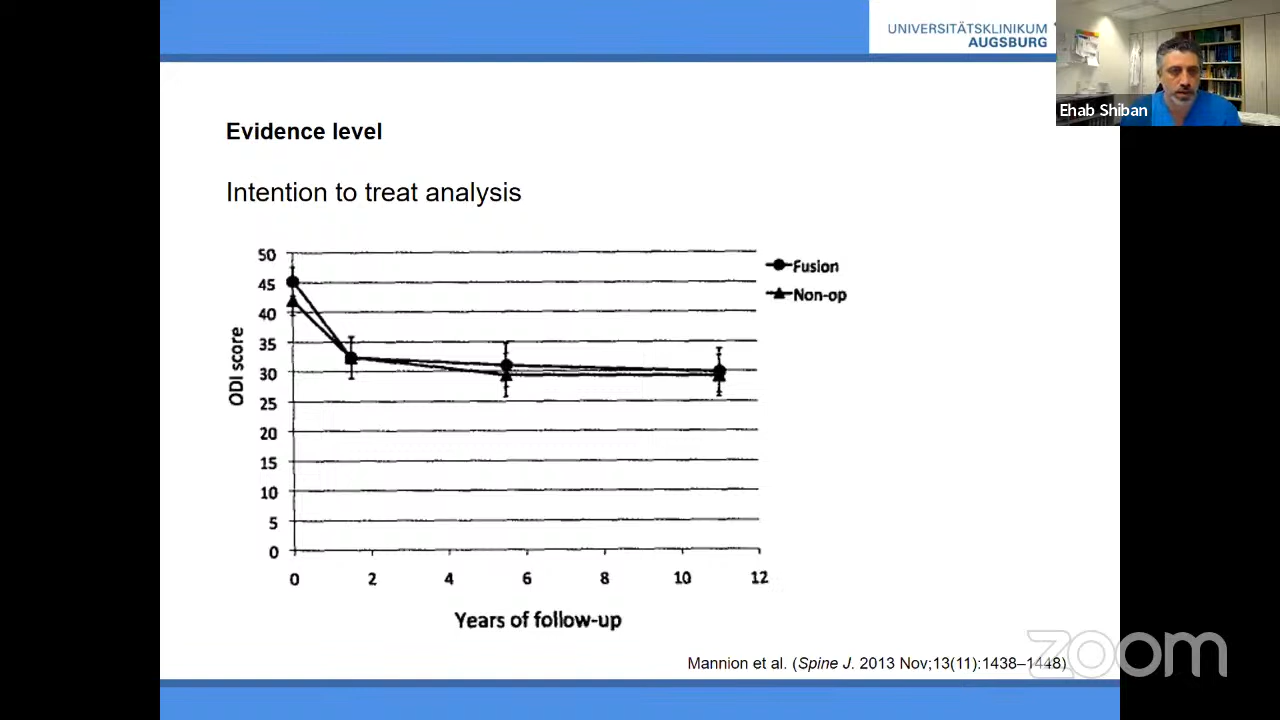 UNIVERSITÄTSKLINIKUM
AUGSBURG
Ehab Shiban
Evidence level
Intention to treat analysis
50
45
40
35
30
25
20
15
10
5
0
ODI score
0 2 4 6 8 10 12
Years of follow-up
Fusion
Non-op
Mannion et al. (Spine J. 2013 Nov;13(11):1438–1448)
zoom